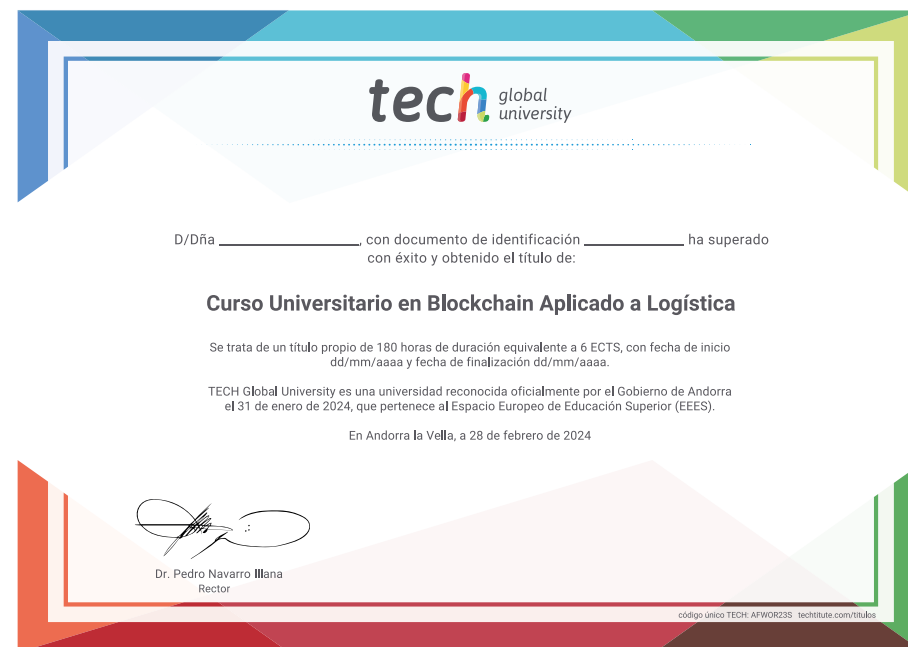 tech global university
D/Dña ____________________, con documento de identificación ______________ ha superado
con éxito y obtenido el título de:
Curso Universitario en Blockchain Aplicado a Logística
Se trata de un título propio de 180 horas de duración equivalente a 6 ECTS, con fecha de inicio
dd/mm/aaaa y fecha de finalización dd/mm/aaaa.
TECH Global University es una universidad reconocida oficialmente por el Gobierno de Andorra
el 31 de enero de 2024, que pertenece al Espacio Europeo de Educación Superior (EEES).
En Andorra la Vella, a 28 de febrero de 2024
Dr. Pedro Navarro Illana
Rector
código único TECH: AFWOR23S techtitute.com/titulos